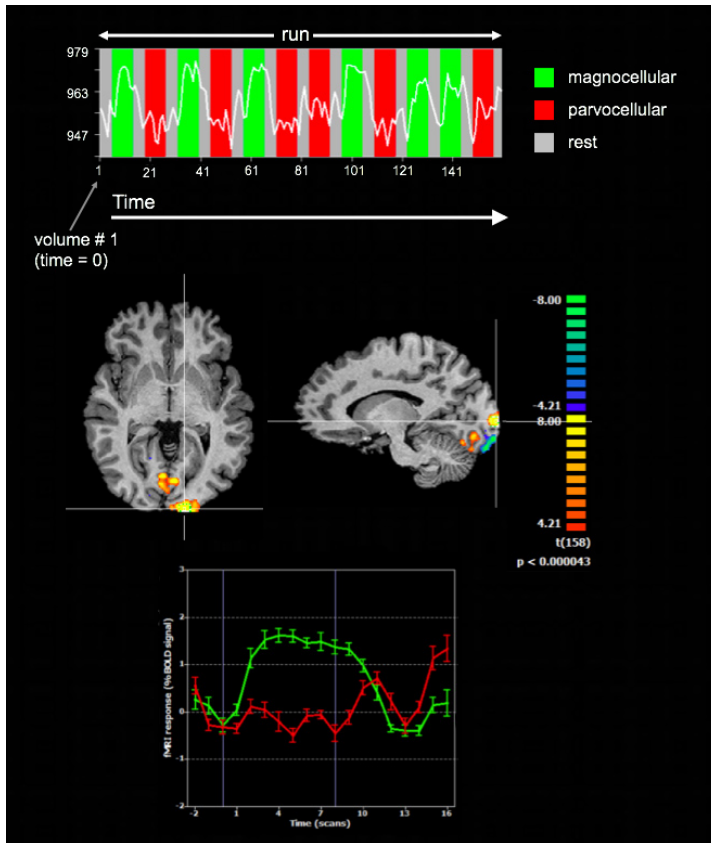 run
979
963
947
1 21 41 61 81 101 121 141
magnocellular
parvocellular
rest
Time
volume # 1
(time = 0)
-8.00
-4.21
8.00
4.21
t(158)
p < 0.000043
fMRI response (% BOLD signal)
3
2
1
0
-1
-2
-2 1 4 7 10 13 16
Time (scans)